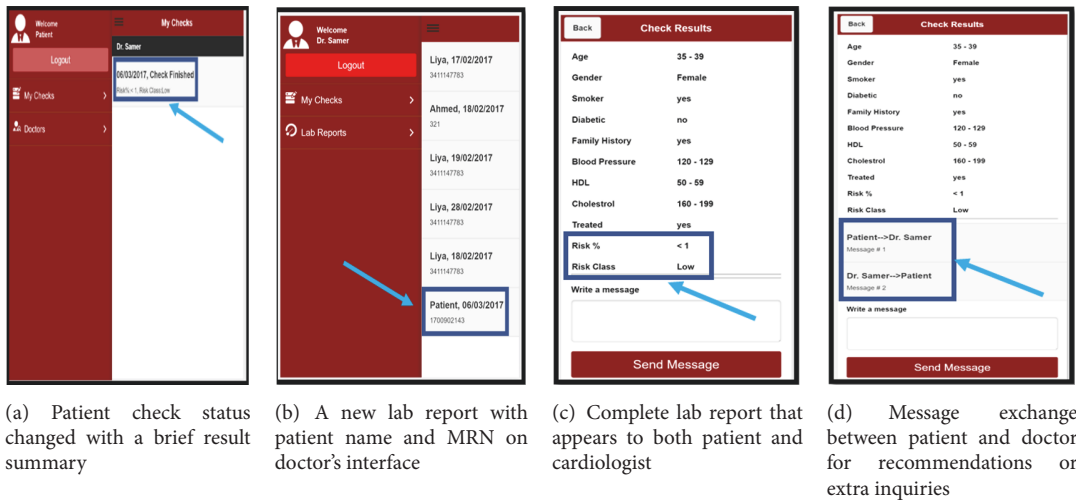 Welcome
Patient
Logout
My Checks
Doctors
My Checks
Dr. Samer
06/03/2017, Check Finished
Risk% < 1, Risk Class:Low
Welcome
Dr. Samer
Logout
My Checks
Lab Reports
Liya, 17/02/2017
3411147783
Ahmed, 18/02/2017
321
Liya, 19/02/2017
3411147783
Liya, 28/02/2017
3411147783
Liya, 18/02/2017
3411147783
Patient, 06/03/2017
1700902143
Back Check Results
Age 35 - 39
Gender Female
Smoker yes
Diabetic no
Family History yes
Blood Pressure 120 - 129
HDL 50 - 59
Cholestrol 160 - 199
Treated yes
Risk % < 1
Risk Class Low
Write a message
Send Message
Back Check Results
Age 35 - 39
Gender Female
Smoker yes
Diabetic no
Family History yes
Blood Pressure 120 - 129
HDL 50 - 59
Cholestrol 160 - 199
Treated yes
Risk % < 1
Risk Class Low
Patient-->Dr. Samer
Message # 1
Dr. Samer-->Patient
Message # 2
Write a message
Send Message
(a) Patient check status
changed with a brief result
summary
(b) A new lab report with
patient name and MRN on
doctor's interface
(c) Complete lab report that
appears to both patient and
cardiologist
(d) Message exchange
between patient and doctor
for recommendations or
extra inquiries